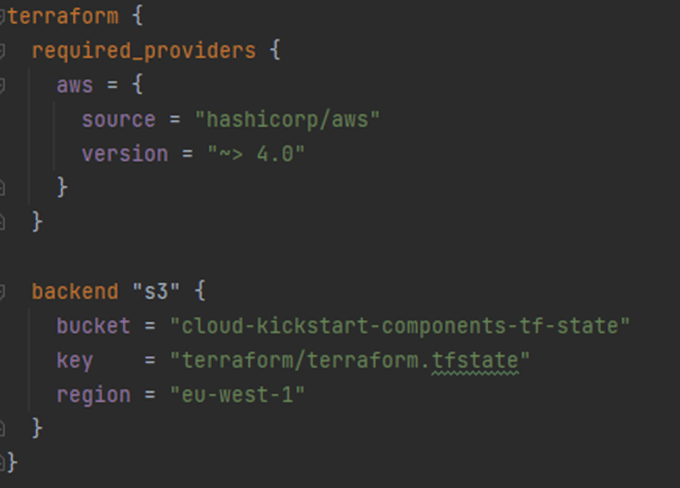 terraform {
  required_providers {
    aws = {
      source = "hashicorp/aws"
      version = "~> 4.0"
    }
  }
  backend "s3" {
    bucket = "cloud-kickstart-components-tf-state"
    key    = "terraform/terraform.tfstate"
    region = "eu-west-1"
  }
}